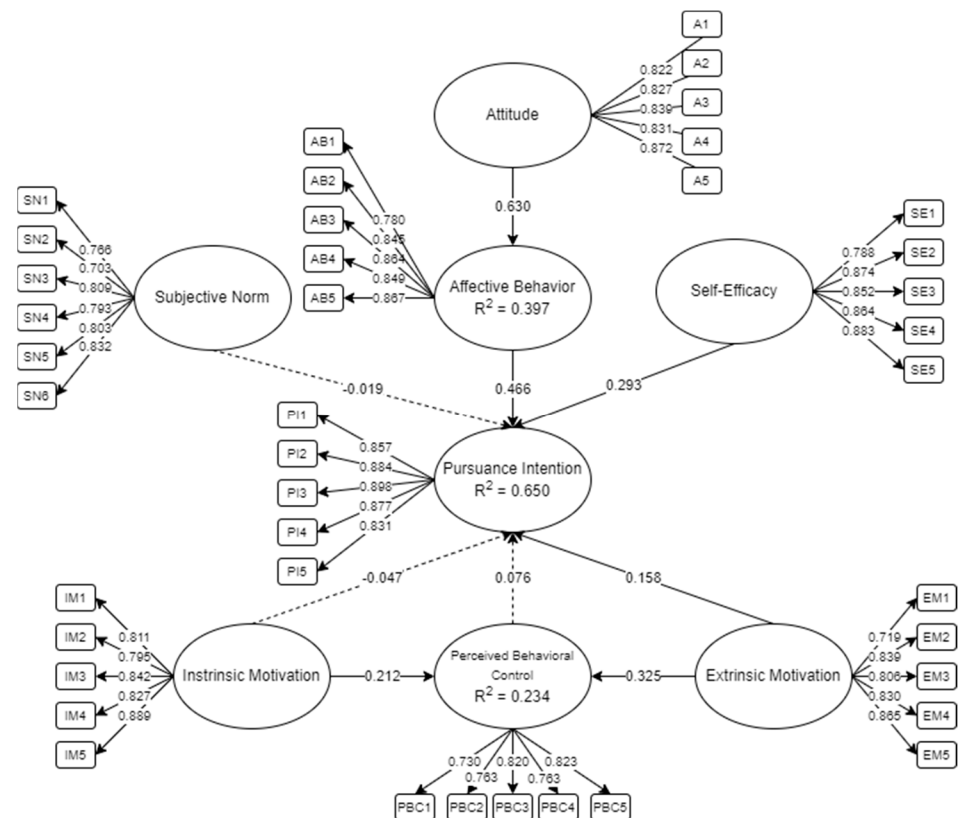 A1
A2
A3
A4
A5
0.822
0.827
0.839
0.831
0.872
Attitude
0.630
AB1
AB2
AB3
AB4
AB5
0.780
0.845
0.864
0.849
0.867
Affective Behavior
R² = 0.397
0.466
SN1
SN2
SN3
SN4
SN5
SN6
0.766
0.703
0.809
0.793
0.803
0.832
Subjective Norm
-0.019
SE1
SE2
SE3
SE4
SE5
0.788
0.874
0.852
0.864
0.883
Self-Efficacy
0.293
PI1
PI2
PI3
PI4
PI5
0.857
0.884
0.898
0.877
0.831
Pursuance Intention
R² = 0.650
-0.047
0.076
0.158
IM1
IM2
IM3
IM4
IM5
0.811
0.795
0.842
0.827
0.889
Instrinsic Motivation
0.212
Perceived Behavioral
Control
R² = 0.234
0.325
Extrinsic Motivation
0.719
0.839
0.806
0.830
0.865
EM1
EM2
EM3
EM4
EM5
0.730
0.763
0.820
0.763
0.823
PBC1
PBC2
PBC3
PBC4
PBC5